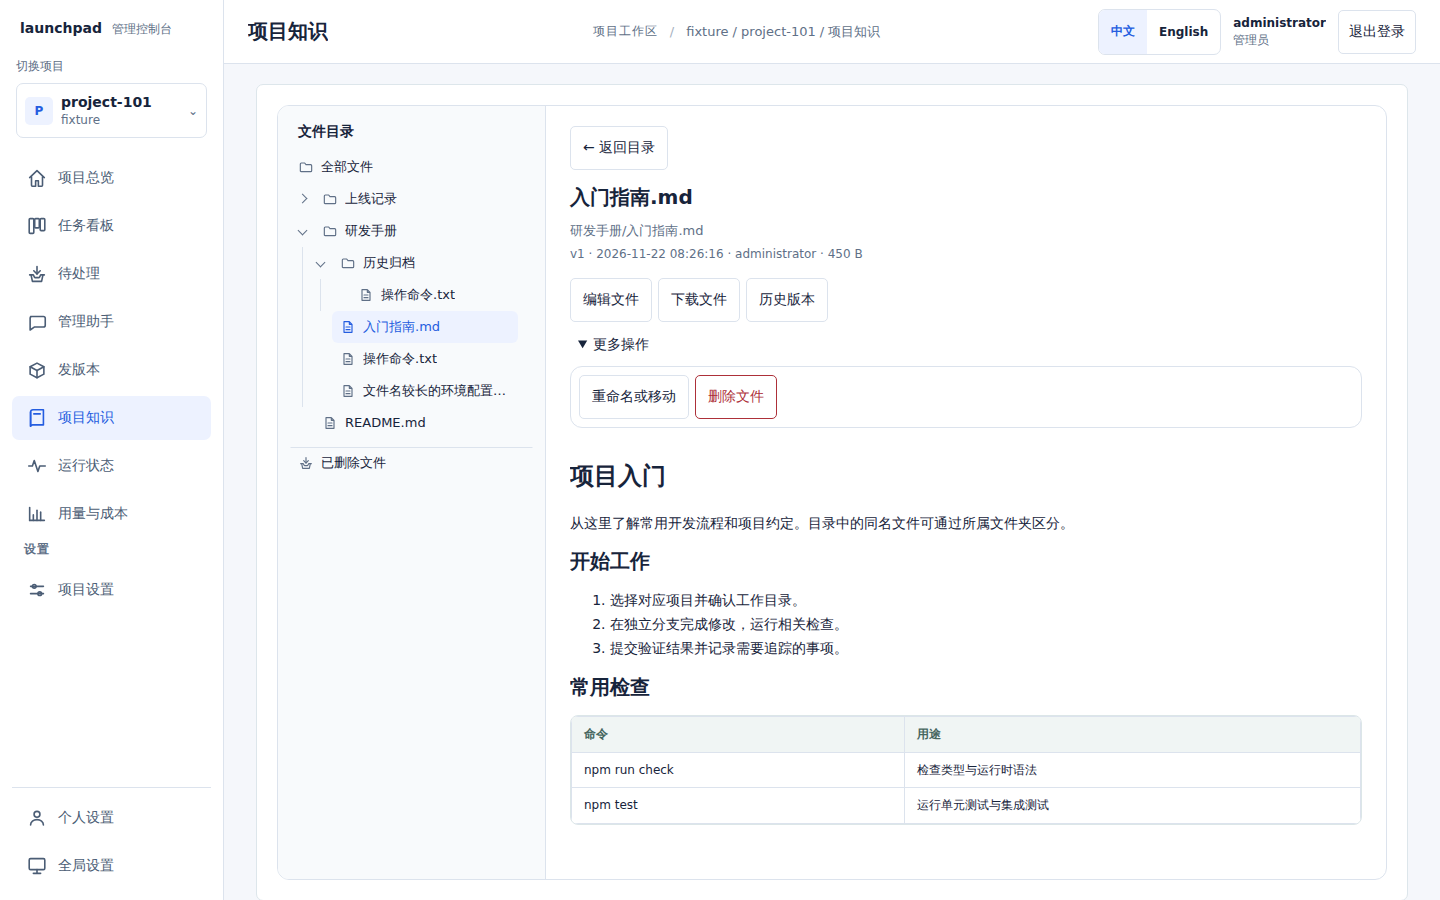 launchpad 管理控制台
切换项目
P project-101
fixture
项目总览
任务看板
待处理
管理助手
发版本
项目知识
运行状态
用量与成本
设置
项目设置
个人设置
全局设置
项目知识
项目工作区 / fixture / project-101 / 项目知识
中文 English
administrator
管理员
退出登录
文件目录
全部文件
上线记录
研发手册
历史归档
操作命令.txt
入门指南.md
操作命令.txt
文件名较长的环境配置...
README.md
已删除文件
← 返回目录
入门指南.md
研发手册/入门指南.md
v1 · 2026-11-22 08:26:16 · administrator · 450 B
编辑文件 下载文件 历史版本
▼ 更多操作
重命名或移动 删除文件
项目入门
从这里了解常用开发流程和项目约定。目录中的同名文件可通过所属文件夹区分。
开始工作
1. 选择对应项目并确认工作目录。
2. 在独立分支完成修改，运行相关检查。
3. 提交验证结果并记录需要追踪的事项。
常用检查
命令 用途
npm run check 检查类型与运行时语法
npm test 运行单元测试与集成测试